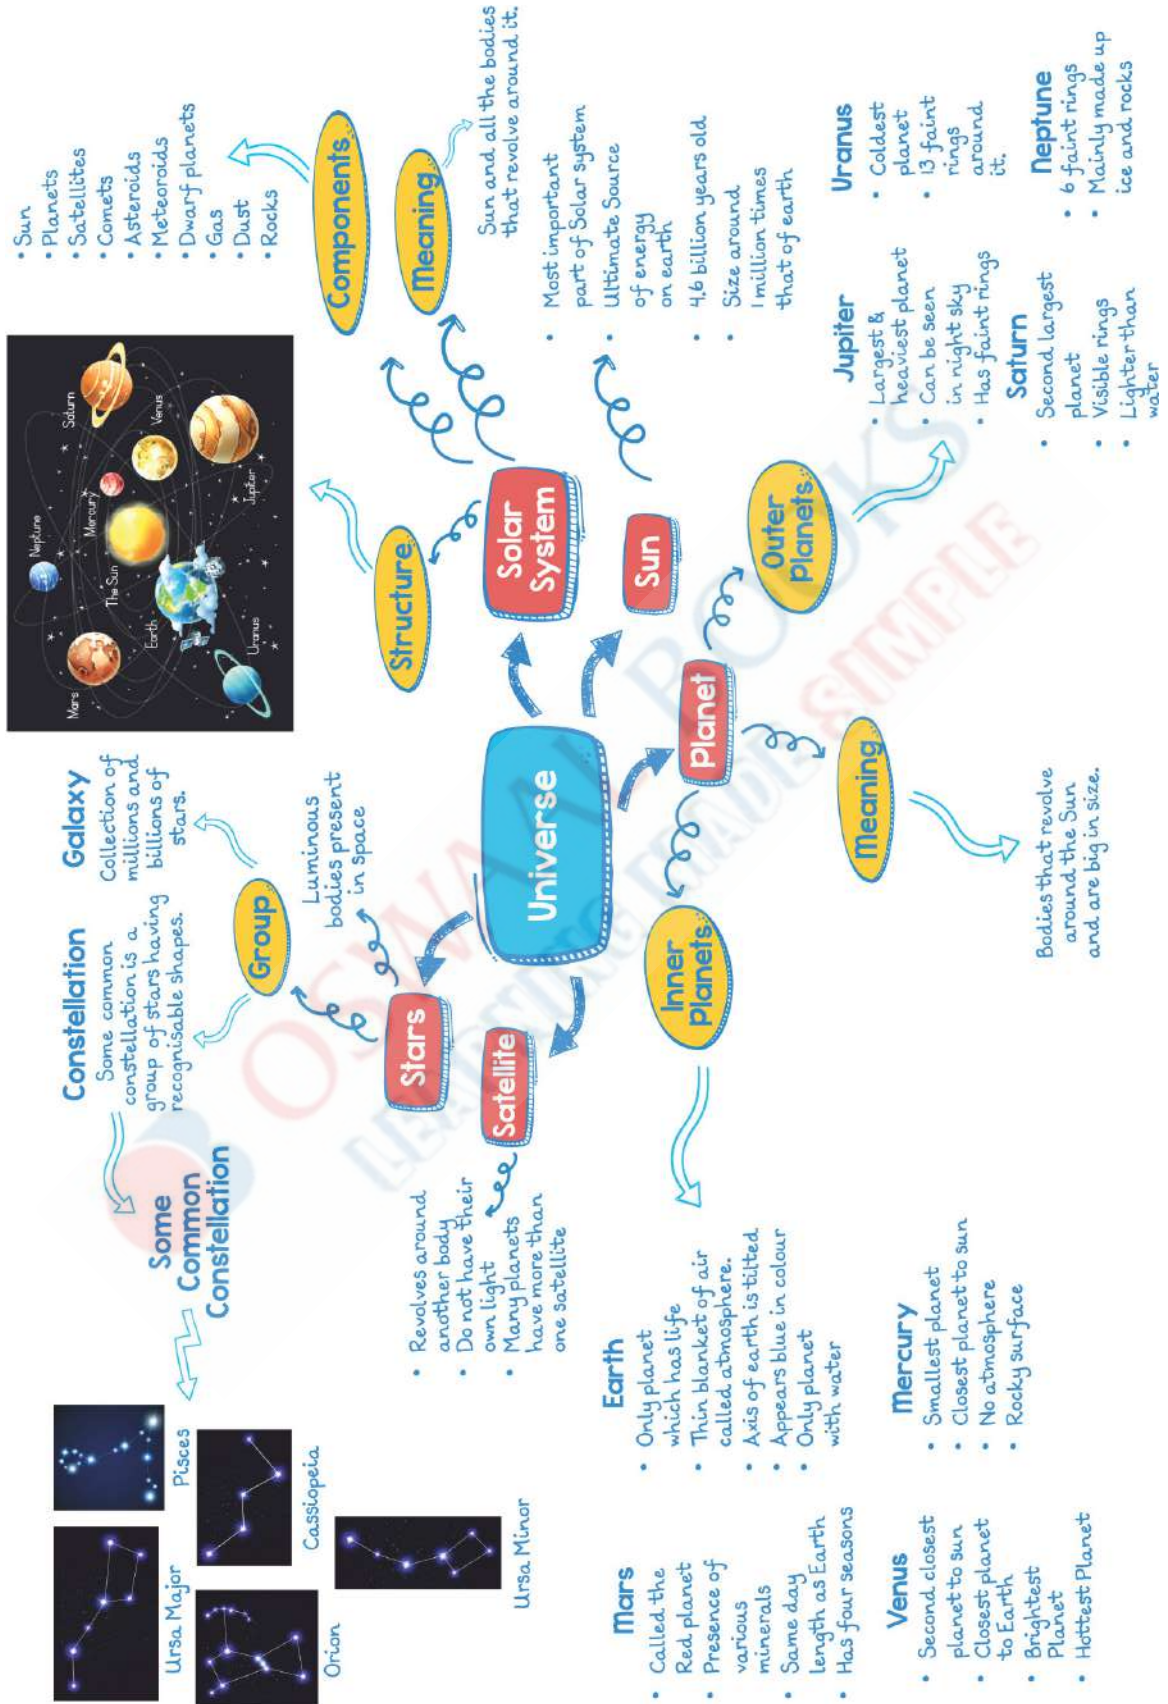 Universe
Solar
System
Structure
Saturn
Venus
Jupiter
Mercury
Neptune
The Sun
Earth
Mars
Uranus
Components
• Sun
• Planets
• Satellites
• Comets
• Asteroids
• Meteoroids
• Dwarf planets
• Gas
• Dust
• Rocks
Meaning
Sun and all the bodies
that revolve around it.
Sun
• Most important
part of Solar system
• Ultimate Source
of energy
on earth
• 4.6 billion years old
• Size around
1 million times
that of earth
Planet
Outer
Planets
Jupiter
• Largest &
heaviest planet
• Can be seen
in night sky
• Has faint rings
Saturn
• Second largest
planet
• Visible rings
• Lighter than
water
Uranus
• Coldest
planet
• 13 faint
rings
around
it.
Neptune
• 6 faint rings
• Mainly made up
ice and rocks
Meaning
Bodies that revolve
around the Sun
and are big in size.
Inner
Planets
Earth
• Only planet
which has life
• Thin blanket of air
called atmosphere.
• Axis of earth is tilted
• Appears blue in colour
• Only planet
with water
Mercury
• Smallest planet
• Closest planet to sun
• No atmosphere
• Rocky surface
Mars
• Called the
Red planet
• Presence of
various
minerals
• Same day
length as Earth
• Has four seasons
Venus
• Second closest
planet to sun
• Closest planet
to Earth
• Brightest
Planet
• Hottest Planet
Satellite
• Revolves around
another body
• Do not have their
own light
• Many planets
have more than
one satellite
Stars
Luminous
bodies present
in space
Group
Galaxy
Collection of
millions and
billions of
stars.
Constellation
Some common
constellation is a
group of stars having
recognisable shapes.
Some
Common
Constellation
Ursa Major
Pisces
Orion
Cassiopeia
Ursa Minor
OSWAAL BOOKS
LEARNING MADE SIMPLE